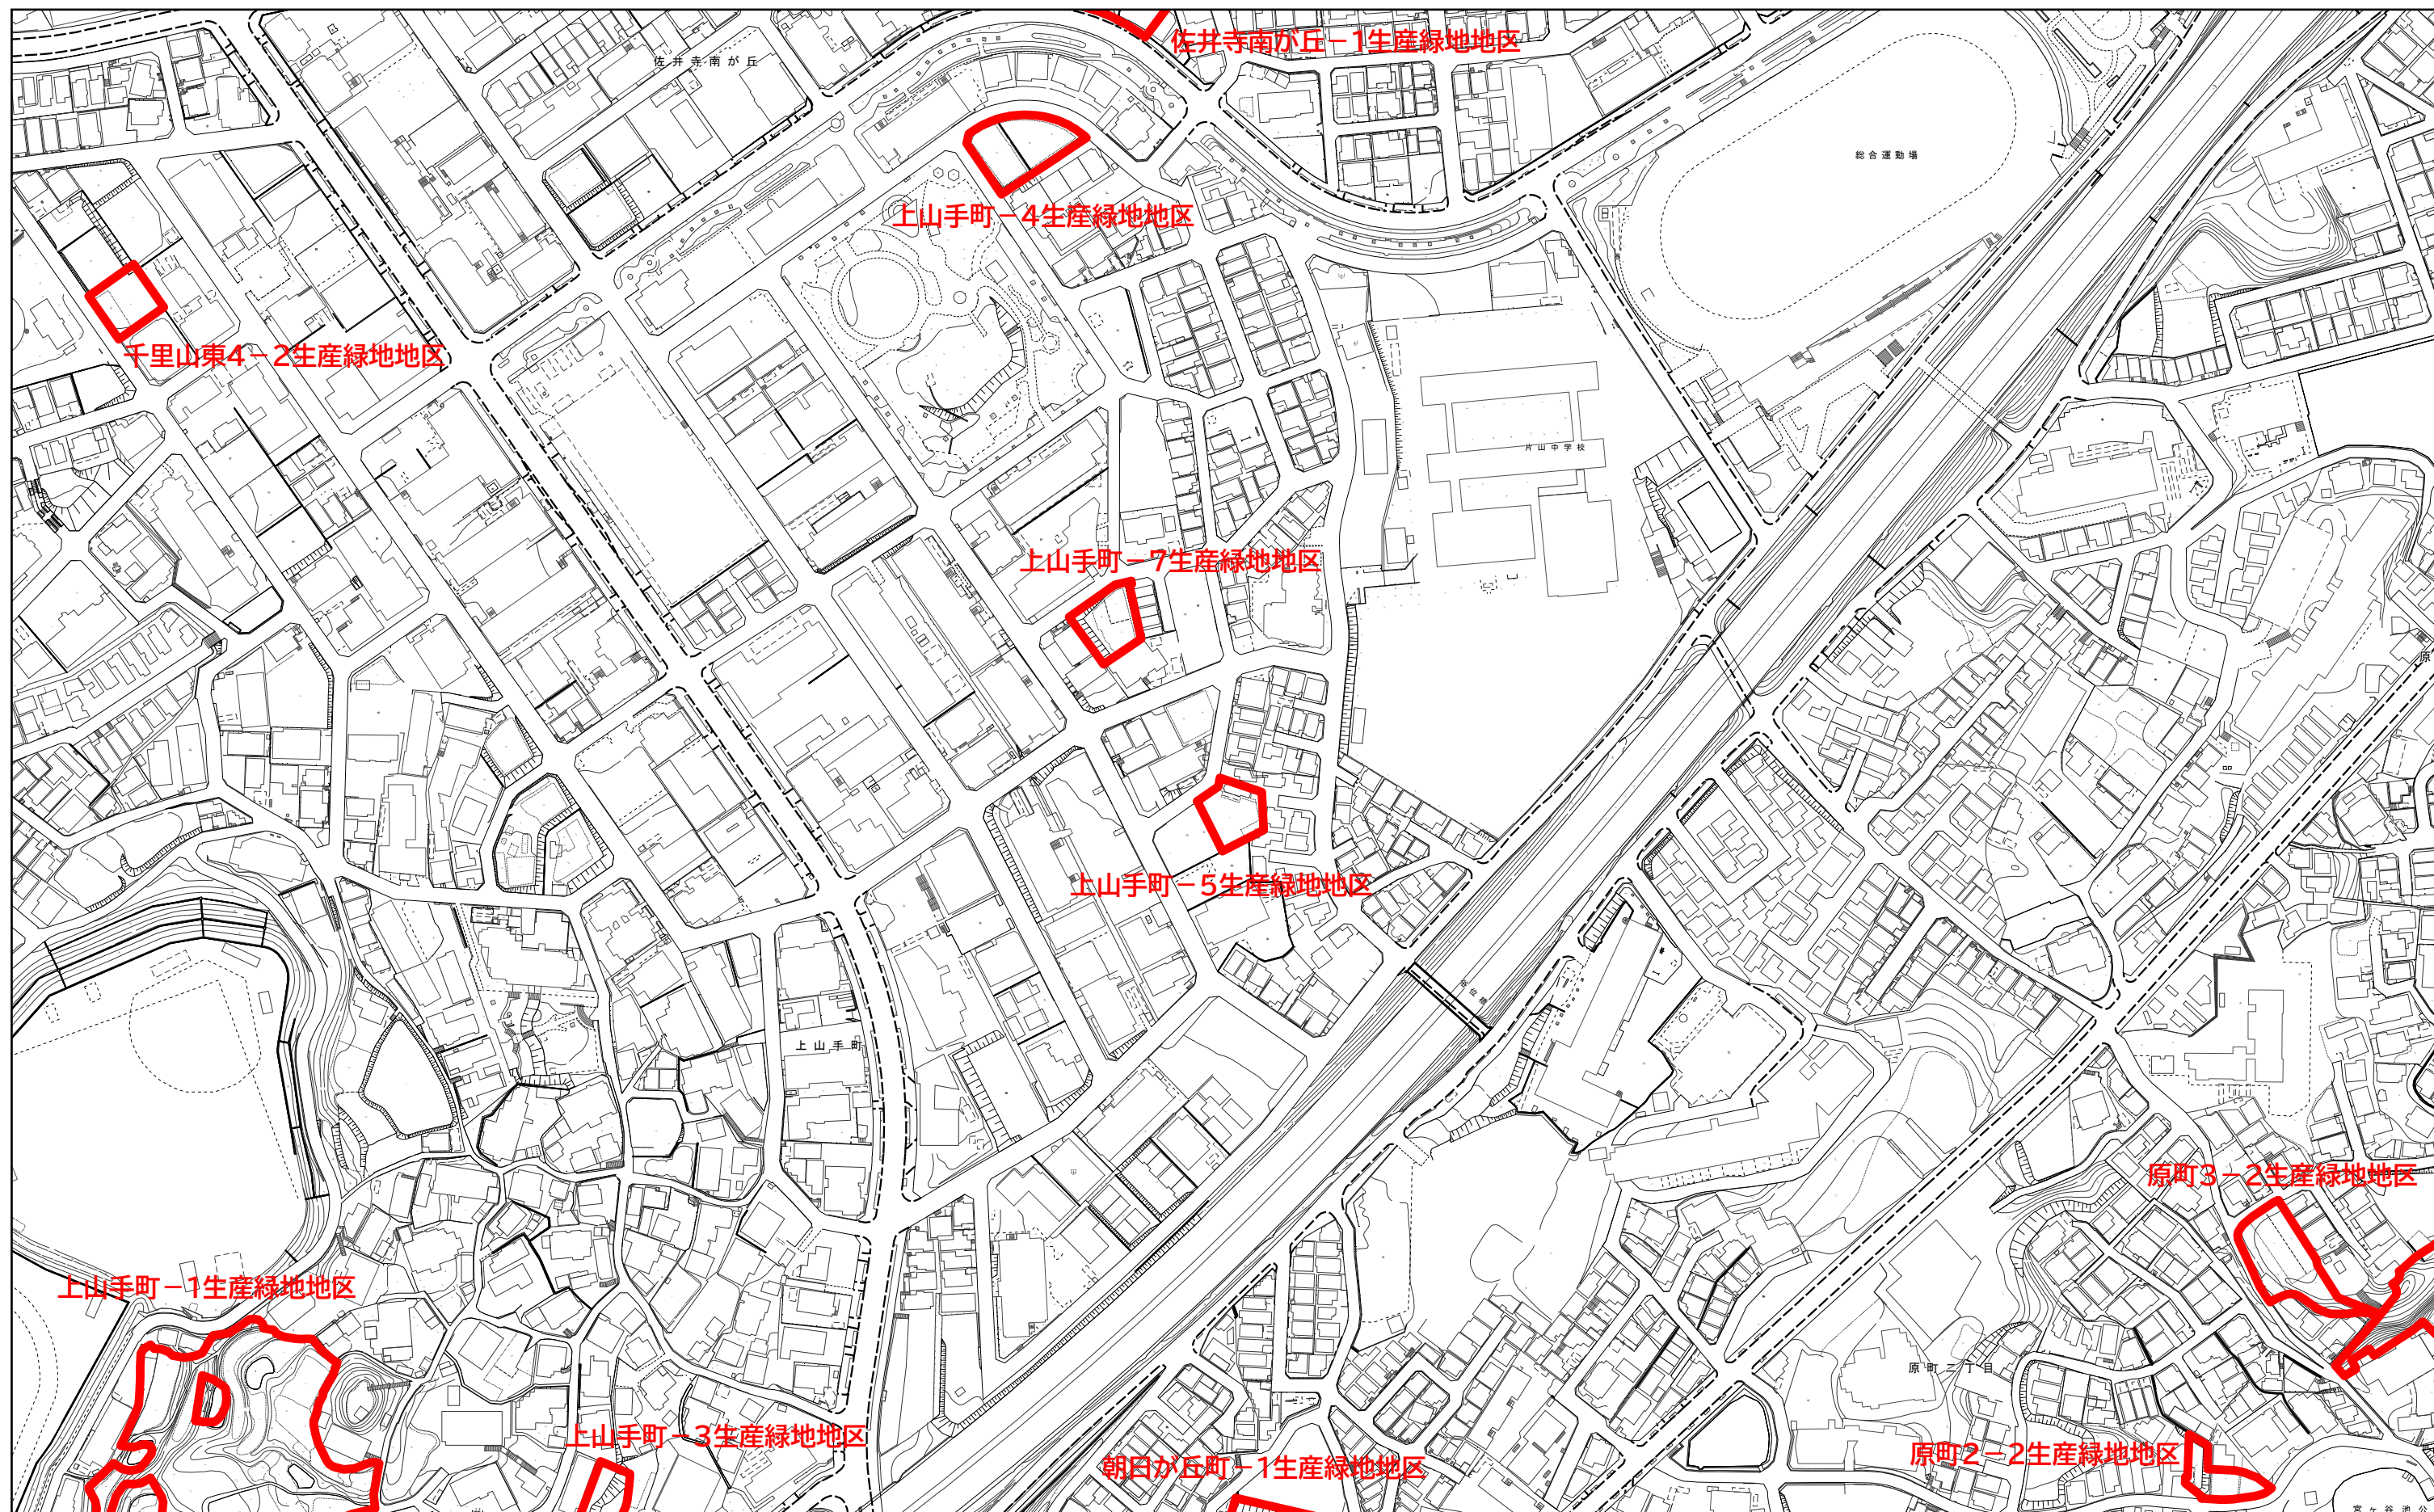 佐井寺南が丘－1生産緑地地区
佐井寺南が丘
総合運動場
上山手町－4生産緑地地区
千里山東4－2生産緑地地区
片山中学校
上山手町－7生産緑地地区
原
上山手町－5生産緑地地区
上山手町
原町3－2生産緑地地区
上山手町－1生産緑地地区
原町二丁目
上山手町－3生産緑地地区
原町2－2生産緑地地区
朝日が丘町－1生産緑地地区